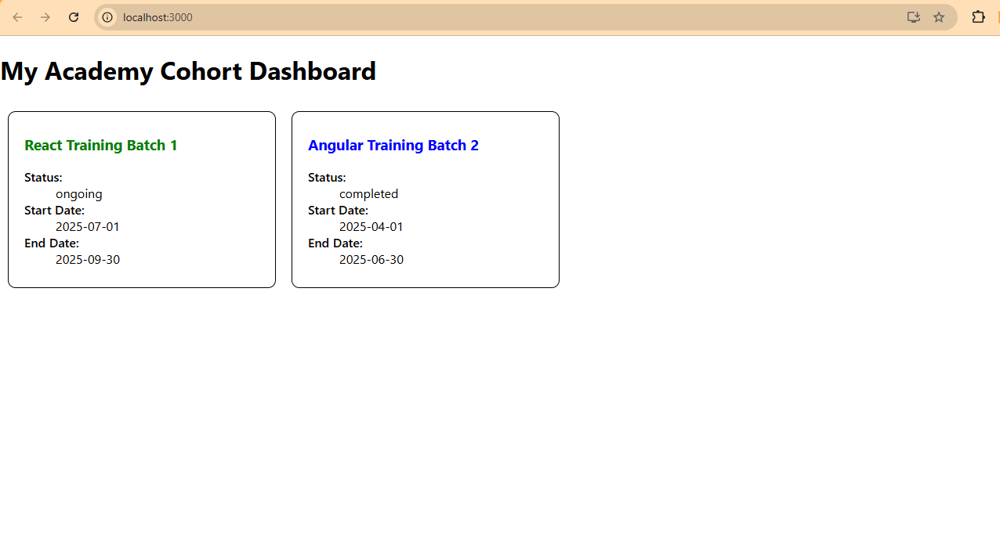 localhost:3000
My Academy Cohort Dashboard
React Training Batch 1
Status:
ongoing
Start Date:
2025-07-01
End Date:
2025-09-30
Angular Training Batch 2
Status:
completed
Start Date:
2025-04-01
End Date:
2025-06-30